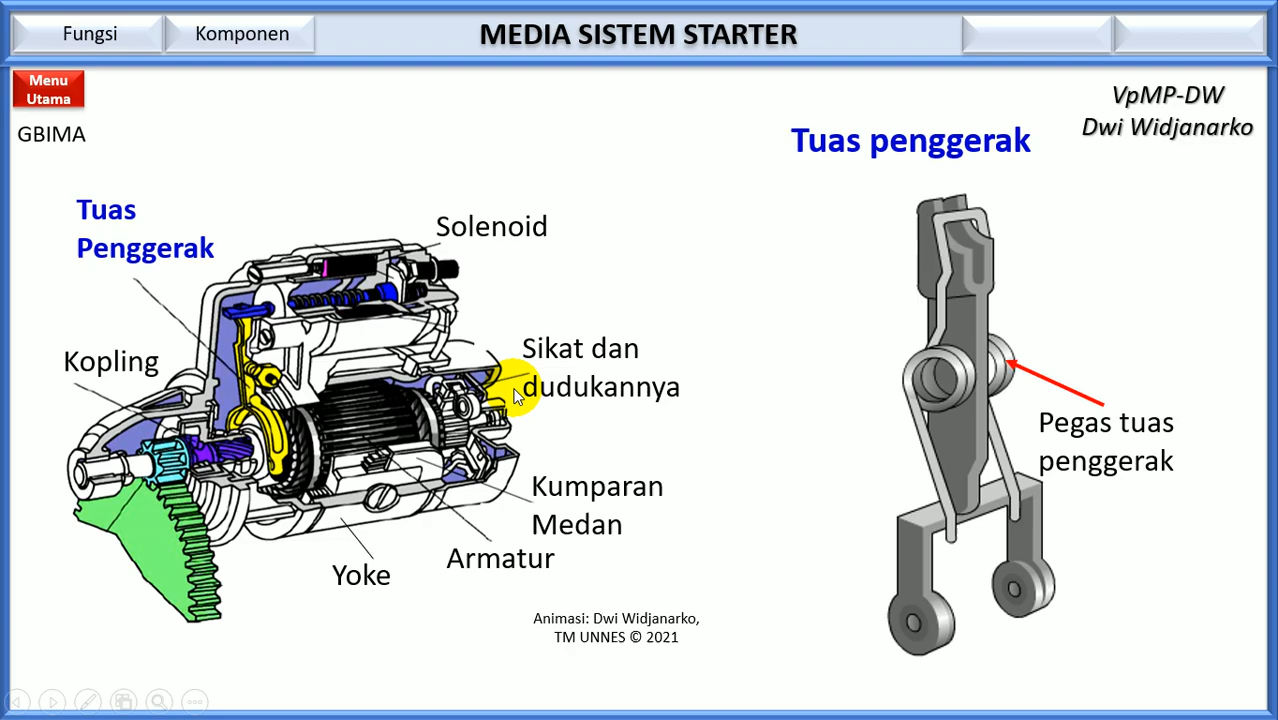 Fungsi
Komponen
MEDIA SISTEM STARTER
Menu
Utama
GBIMA
VpMP-DW
Dwi Widjanarko
Tuas penggerak
Tuas
Penggerak
Solenoid
Kopling
Sikat dan
dudukannya
Pegas tuas
penggerak
Kumparan
Medan
Armatur
Yoke
Animasi: Dwi Widjanarko,
TM UNNES © 2021